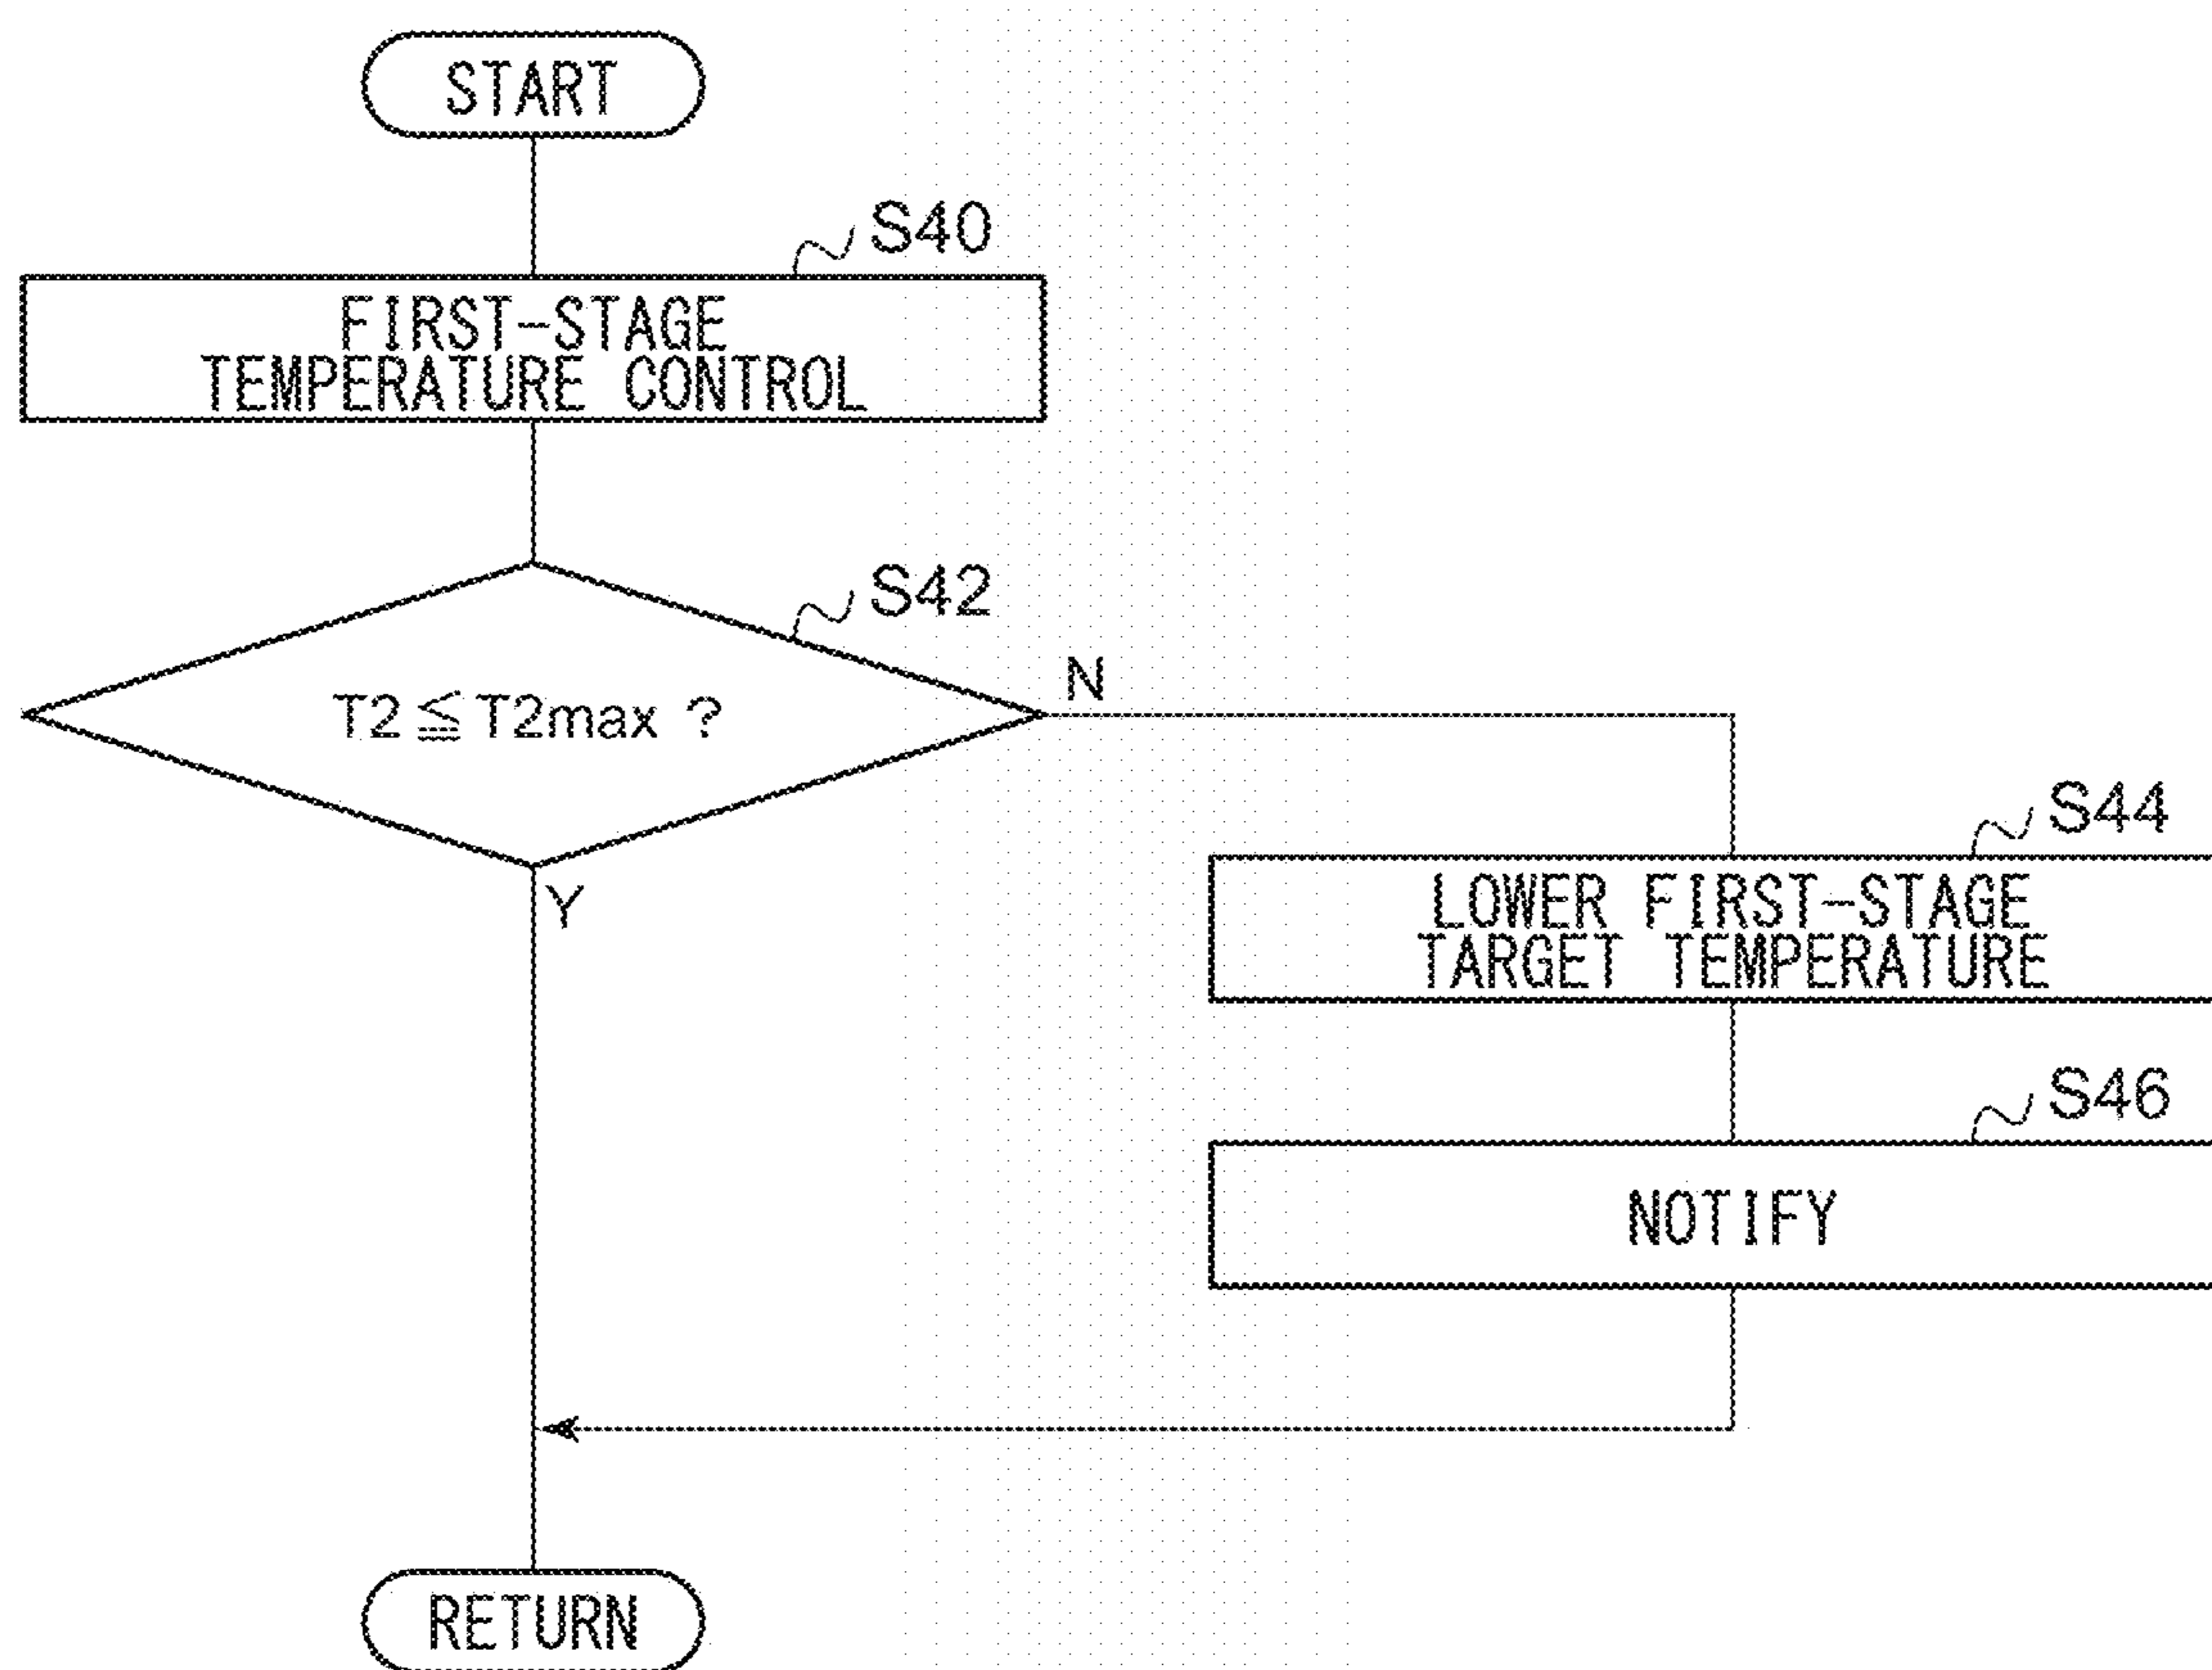 START
S40
FIRST-STAGE
TEMPERATURE CONTROL
S42
T2≦T2max ?
N
Y
S44
LOWER FIRST-STAGE
TARGET TEMPERATURE
S46
NOTIFY
RETURN